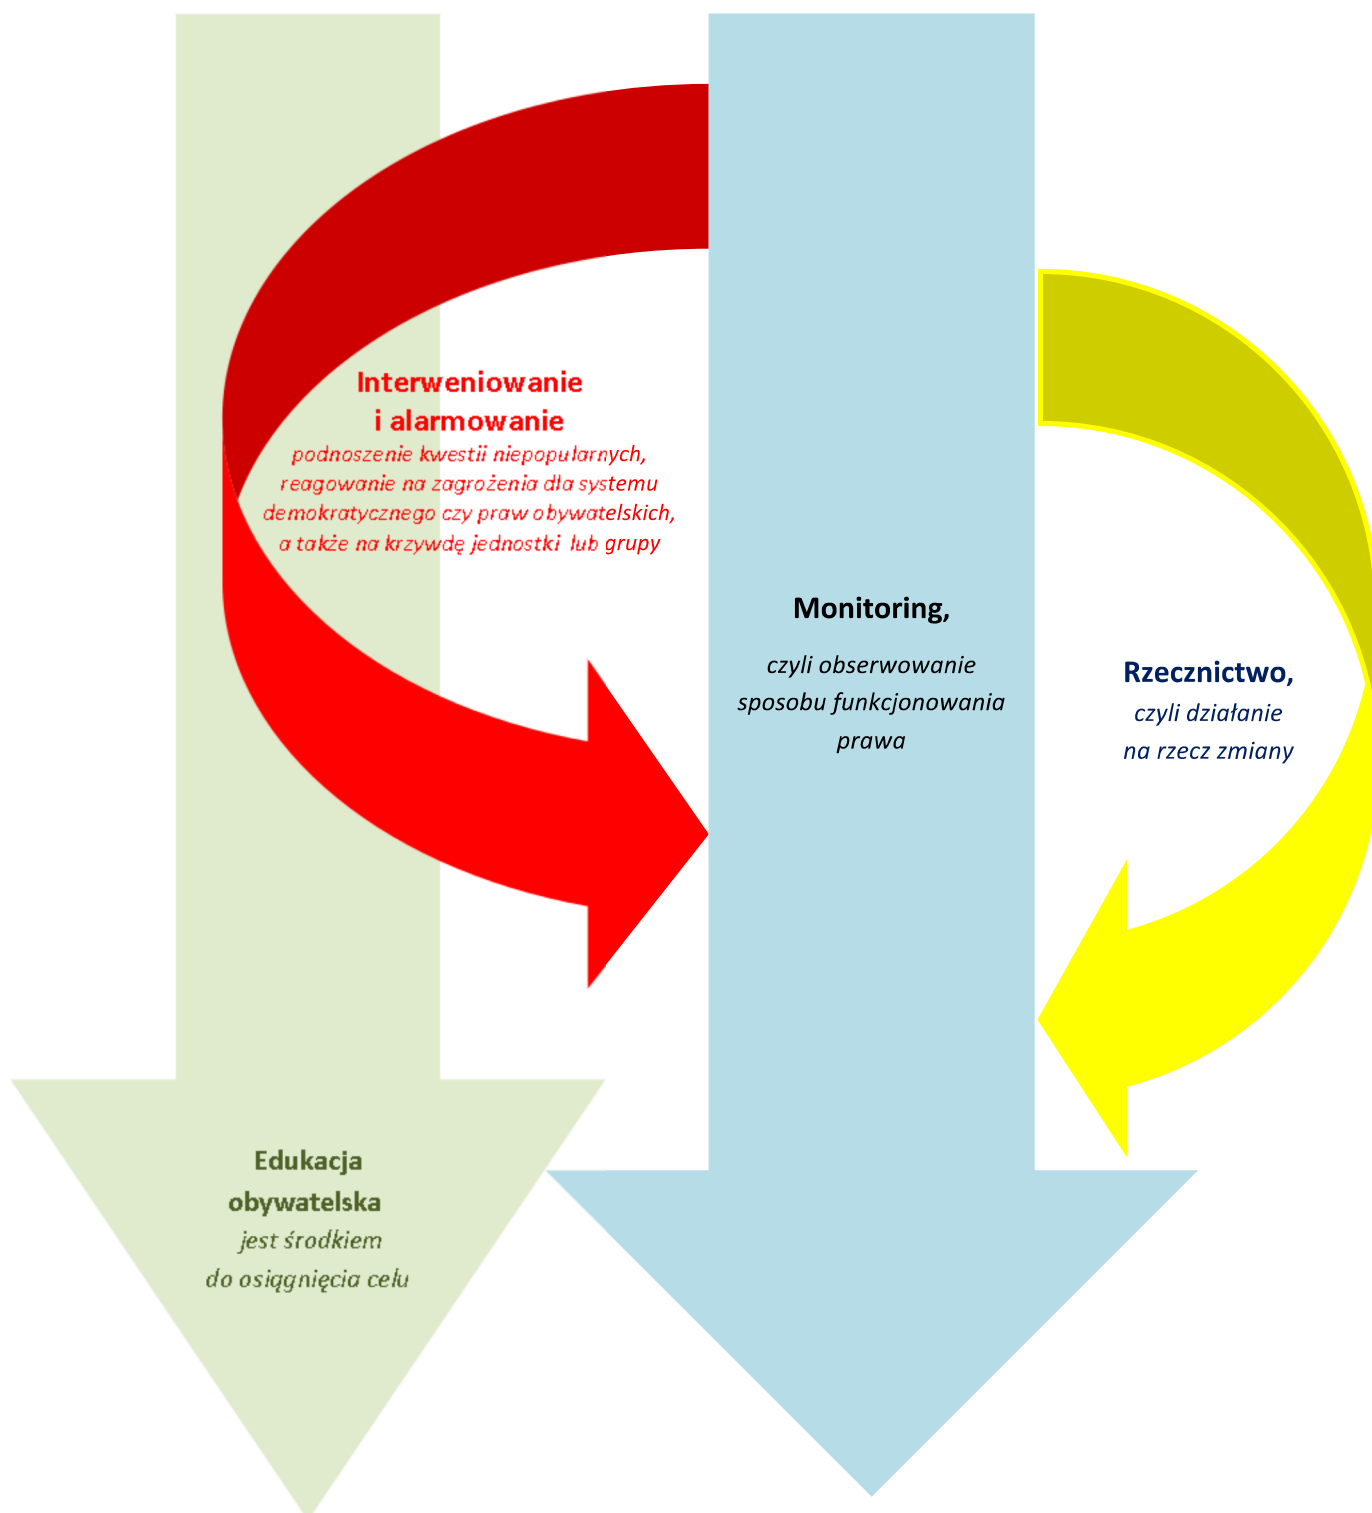 Interweniowanie
i alarmowanie
podnoszenie kwestii niepopularnych,
reagowanie na zagrożenia dla systemu
demokratycznego czy praw obywatelskich,
a także na krzywdę jednostki lub grupy
Monitoring,
czyli obserwowanie
sposobu funkcjonowania
prawa
Rzecznictwo,
czyli działanie
na rzecz zmiany
Edukacja
obywatelska
jest środkiem
do osiągnięcia celu